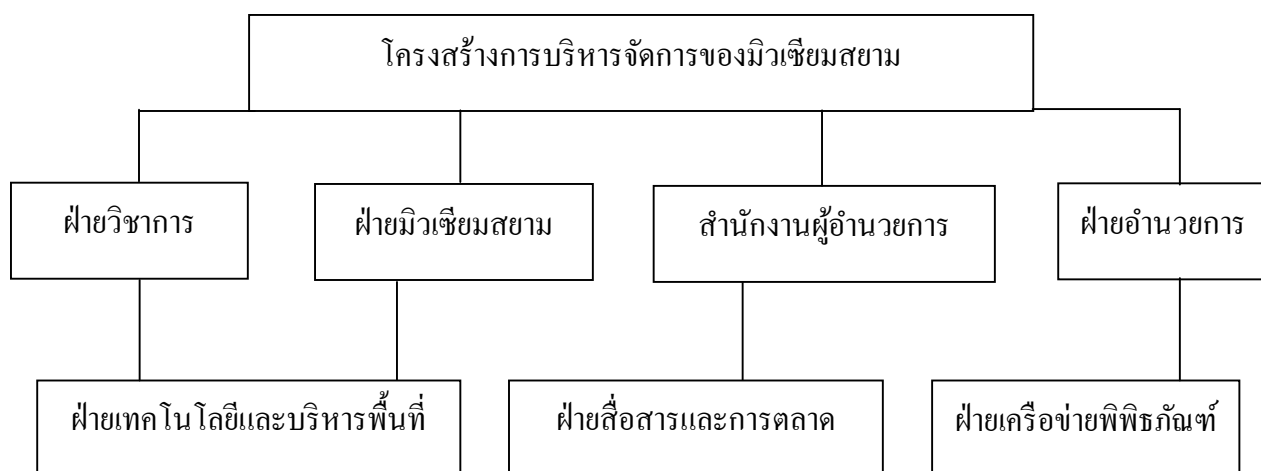 โครงสร้างการบริหารจัดการของมิวเซียมสยาม
ฝ่ายวิชาการ
ฝ่ายมิวเซียมสยาม
สำนักงานผู้อำนวยการ
ฝ่ายอำนวยการ
ฝ่ายเทคโนโลยีและบริหารพื้นที่
ฝ่ายสื่อสารและการตลาด
ฝ่ายเครือข่ายพิพิธภัณฑ์